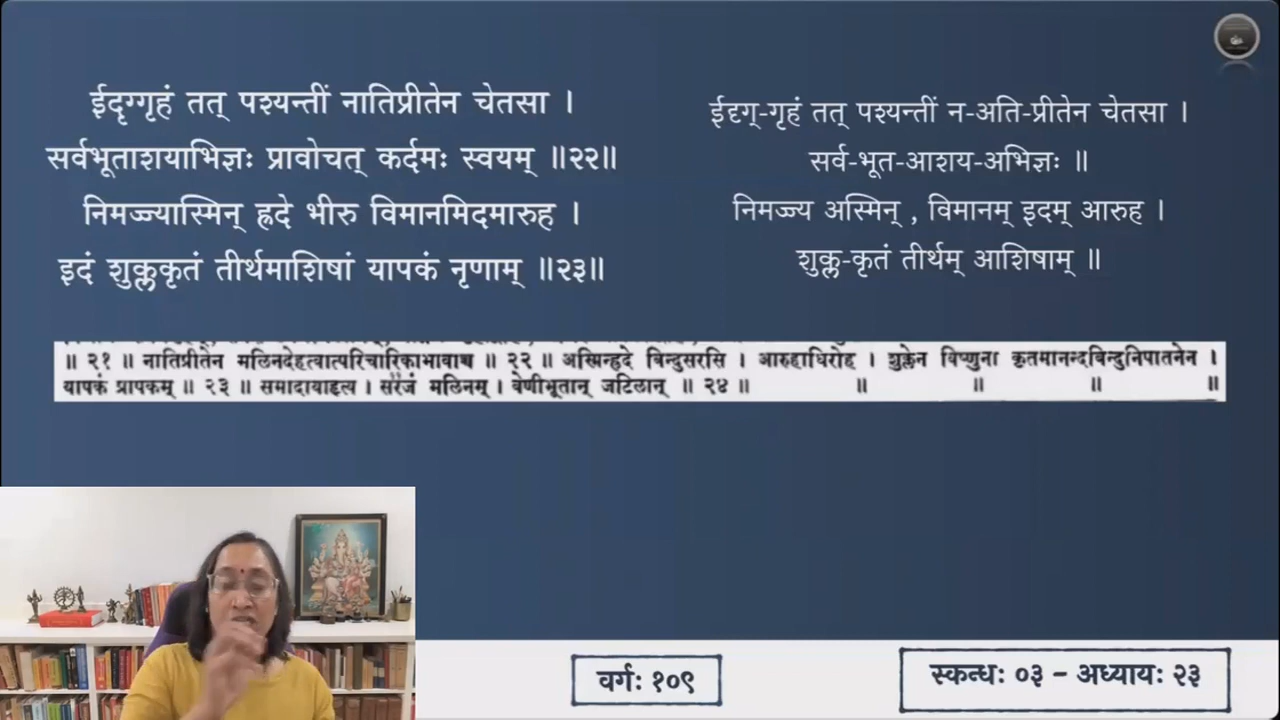 ईदृग्गृहं तत् पश्यन्तीं नातिप्रीतेन चेतसा ।
सर्वभूताशयाभिज्ञः प्रावोचत् कर्दमः स्वयम् ॥२२॥
निमज्ज्यास्मिन् ह्रदे भीरु विमानमिदमारुह ।
इदं शुक्लकृतं तीर्थमाशिषां यापकं नृणाम् ॥२३॥
ईदृग्-गृहं तत् पश्यन्तीं न-अति-प्रीतेन चेतसा ।
सर्व-भूत-आशय-अभिज्ञः ॥
निमज्ज्य अस्मिन् , विमानम् इदम् आरुह ।
शुक्ल-कृतं तीर्थम् आशिषाम् ॥
॥ २१ ॥ नातिप्रीतेन मलिनदेहत्वात्परिचारिकाभावाच्च ॥ २२ ॥ अस्मिन्ह्रदे बिन्दुसरसि । आरुहाधिरोह । शुक्लेन विष्णुना कृतमानन्दबिन्दुनिपातनेन ।
यापकं प्रापकम् ॥ २३ ॥ समादायाहृत्य । सरजं मलिनम् । वेणीभूतान् जटिलान् ॥ २४ ॥ ॥ ॥ ॥ ॥
वर्गः १०९
स्कन्धः ०३ - अध्यायः २३